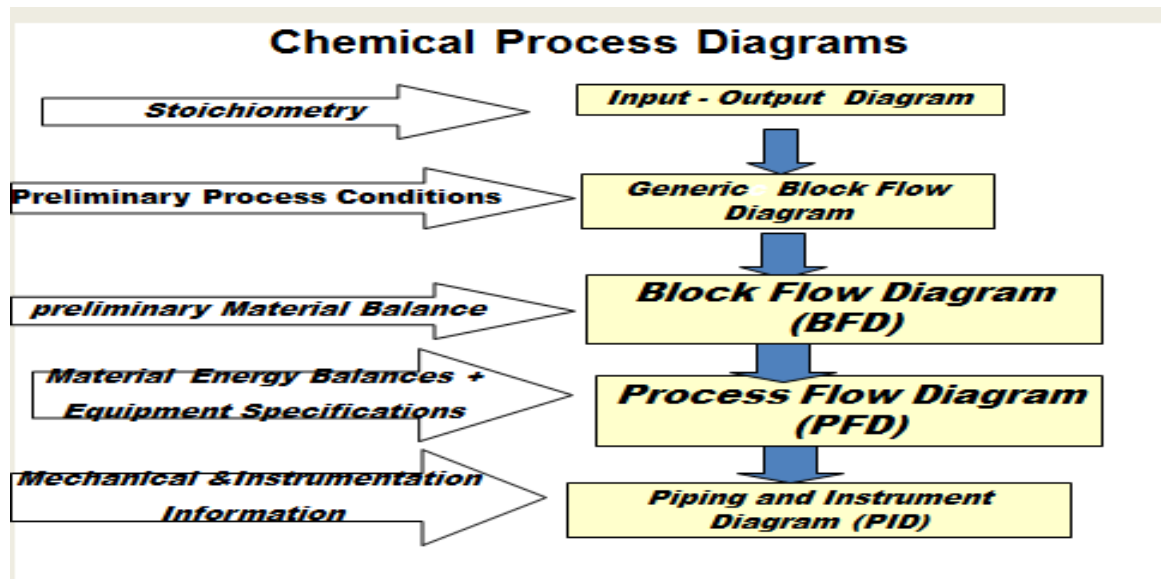 Chemical Process Diagrams
Stoichiometry
Input - Output Diagram
Preliminary Process Conditions
Generic Block Flow
Diagram
preliminary Material Balance
Block Flow Diagram
(BFD)
Material Energy Balances +
Equipment Specifications
Process Flow Diagram
(PFD)
Mechanical &Instrumentation
Information
Piping and Instrument
Diagram (PID)